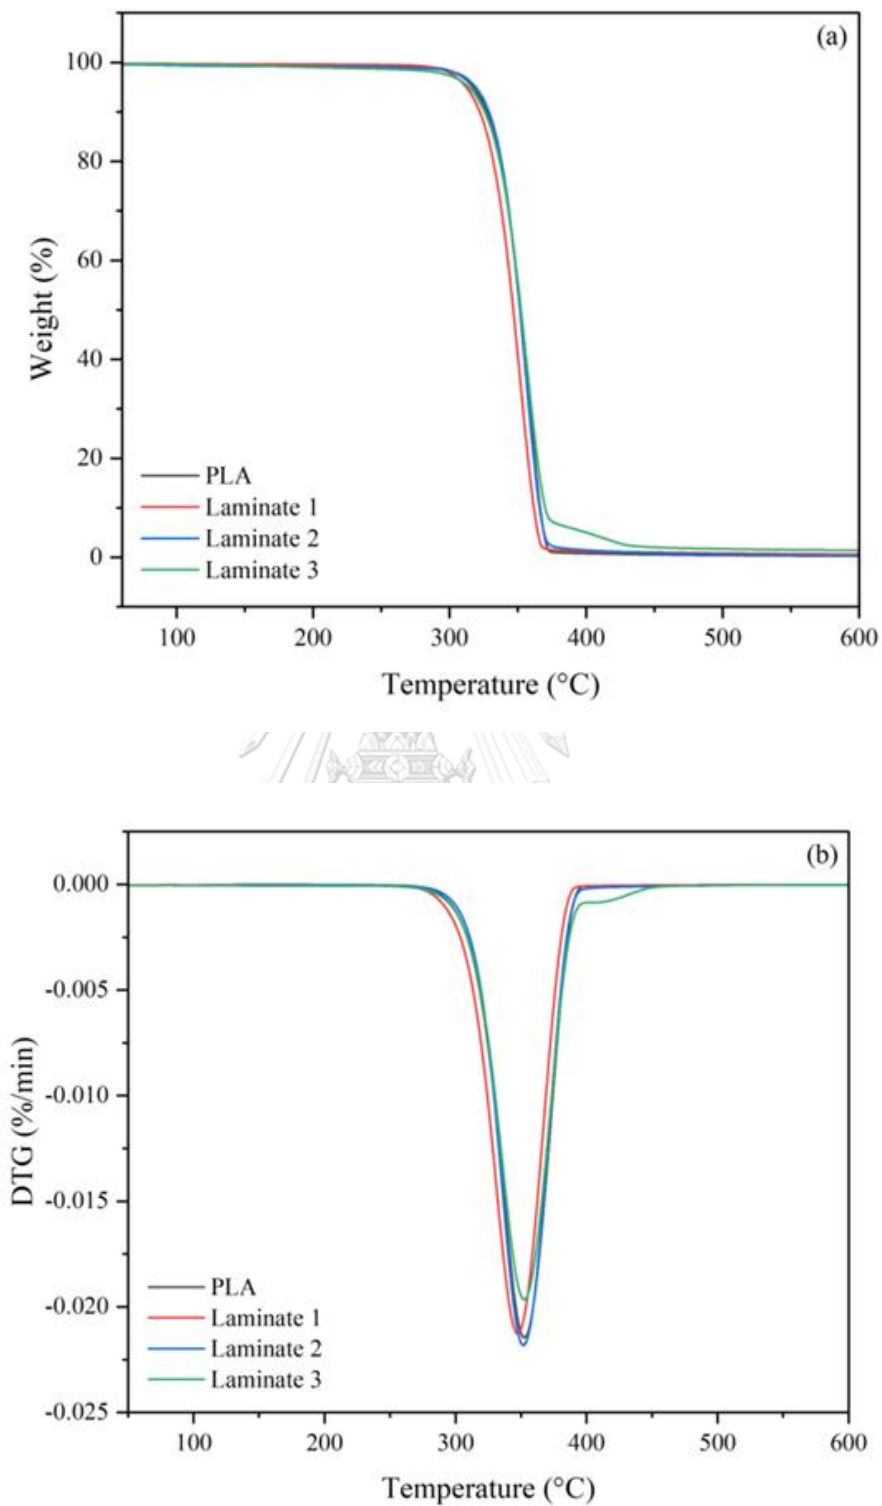 (a)
100
80
60
40
20
0
Weight (%)
PLA
Laminate 1
Laminate 2
Laminate 3
100 200 300 400 500 600
Temperature (°C)
(b)
0.000
-0.005
-0.010
-0.015
-0.020
-0.025
DTG (%/min)
PLA
Laminate 1
Laminate 2
Laminate 3
100 200 300 400 500 600
Temperature (°C)